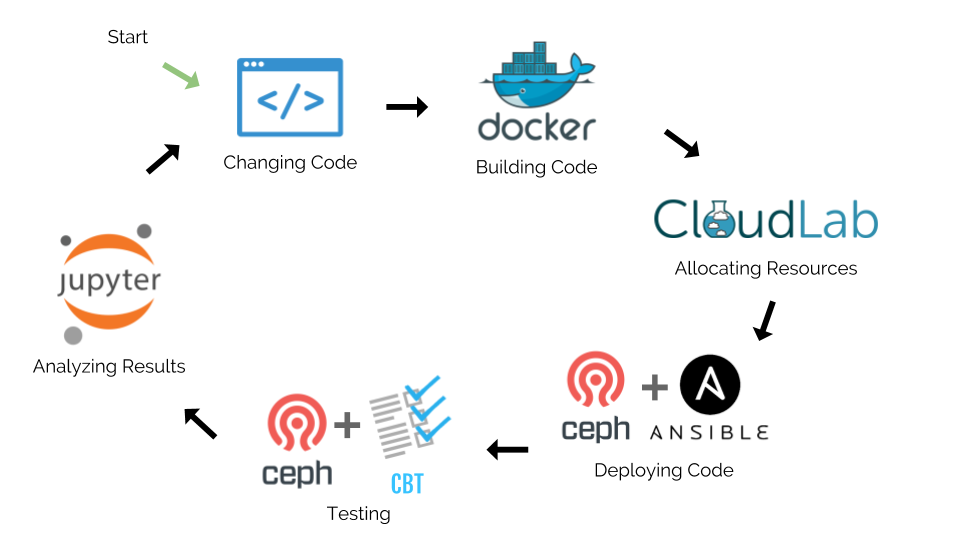 Start
</>
Changing Code
docker
Building Code
CloudLab
Allocating Resources
ceph + ANSIBLE
Deploying Code
ceph + CBT
Testing
jupyter
Analyzing Results